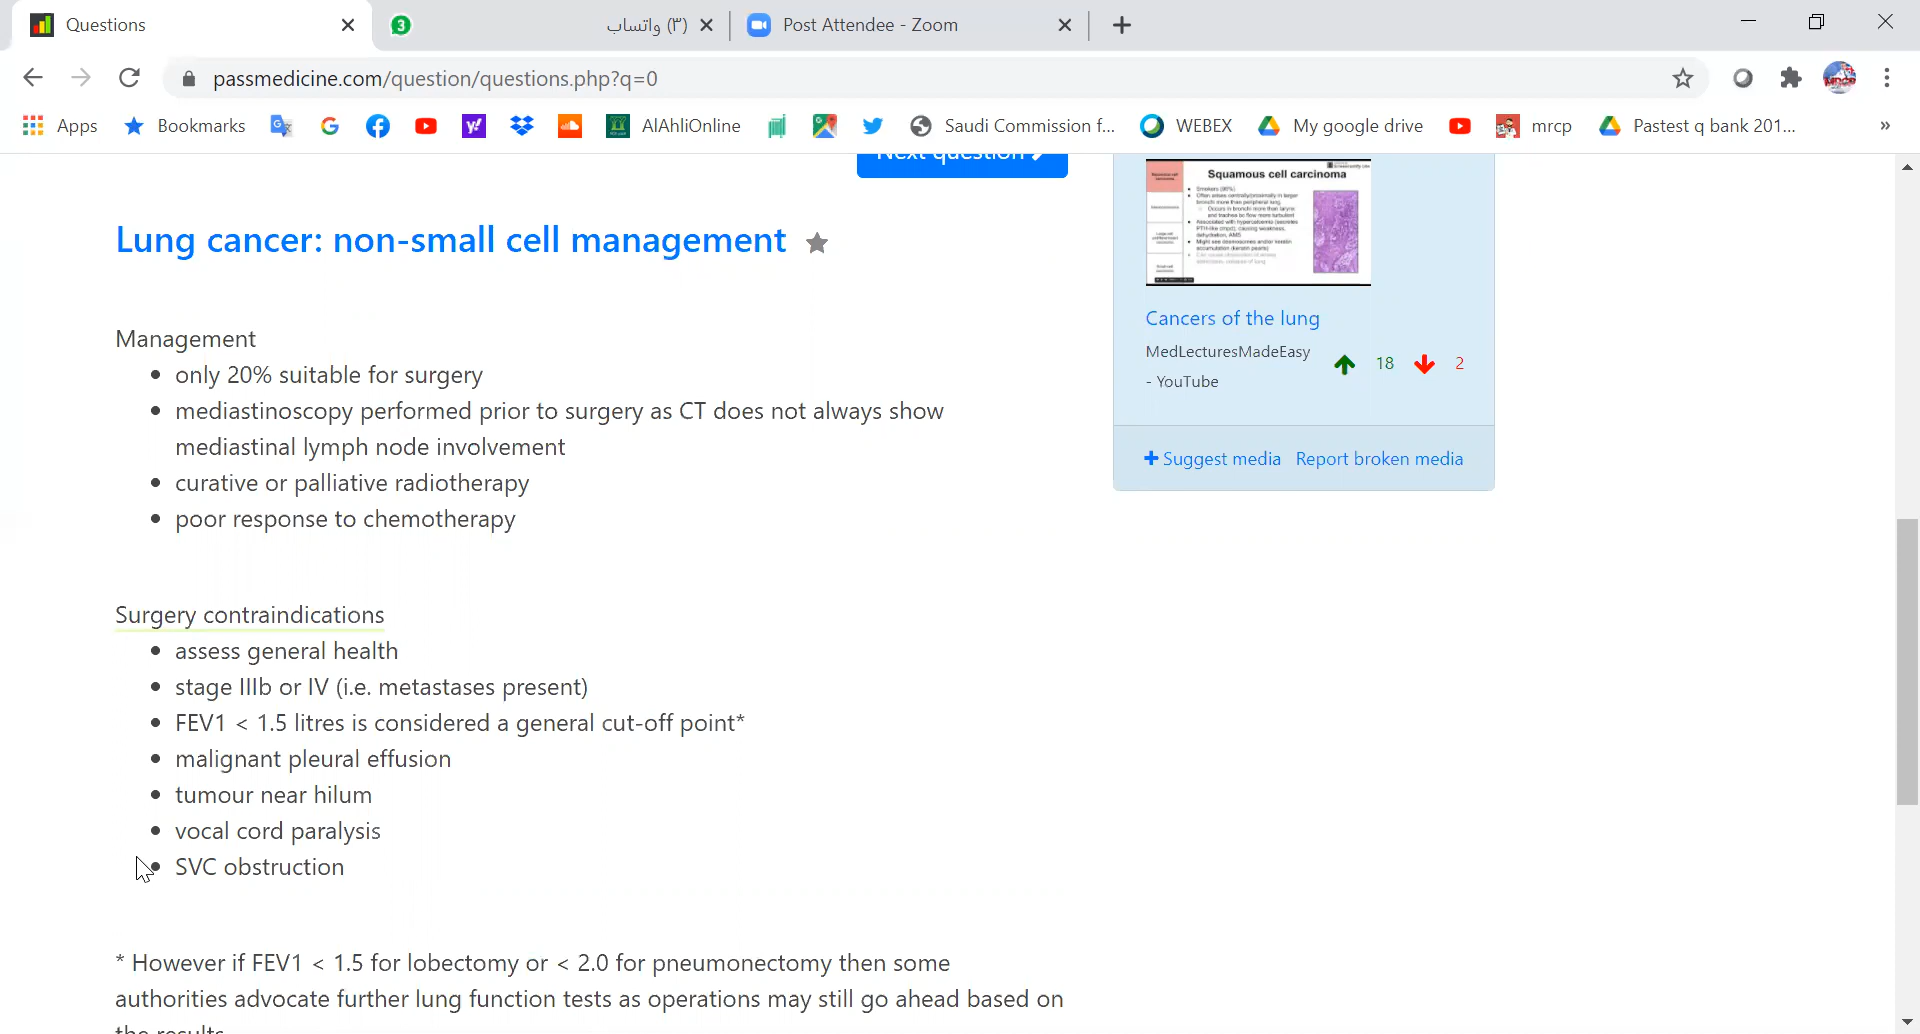 Questions
3
(٣) واتساب
Post Attendee - Zoom
passmedicine.com/question/questions.php?q=0
Apps
Bookmarks
AlAhliOnline
Saudi Commission f...
WEBEX
My google drive
mrcp
Pastest q bank 201...
»
Next question
Lung cancer: non-small cell management
Management
• only 20% suitable for surgery
• mediastinoscopy performed prior to surgery as CT does not always show
mediastinal lymph node involvement
• curative or palliative radiotherapy
• poor response to chemotherapy
Surgery contraindications
• assess general health
• stage IIIb or IV (i.e. metastases present)
• FEV1 < 1.5 litres is considered a general cut-off point*
• malignant pleural effusion
• tumour near hilum
• vocal cord paralysis
• SVC obstruction
* However if FEV1 < 1.5 for lobectomy or < 2.0 for pneumonectomy then some
authorities advocate further lung function tests as operations may still go ahead based on
the results
Squamous cell carcinoma
Smokers (98%)
Cancers of the lung
MedLecturesMadeEasy
- YouTube
18
2
Suggest media
Report broken media